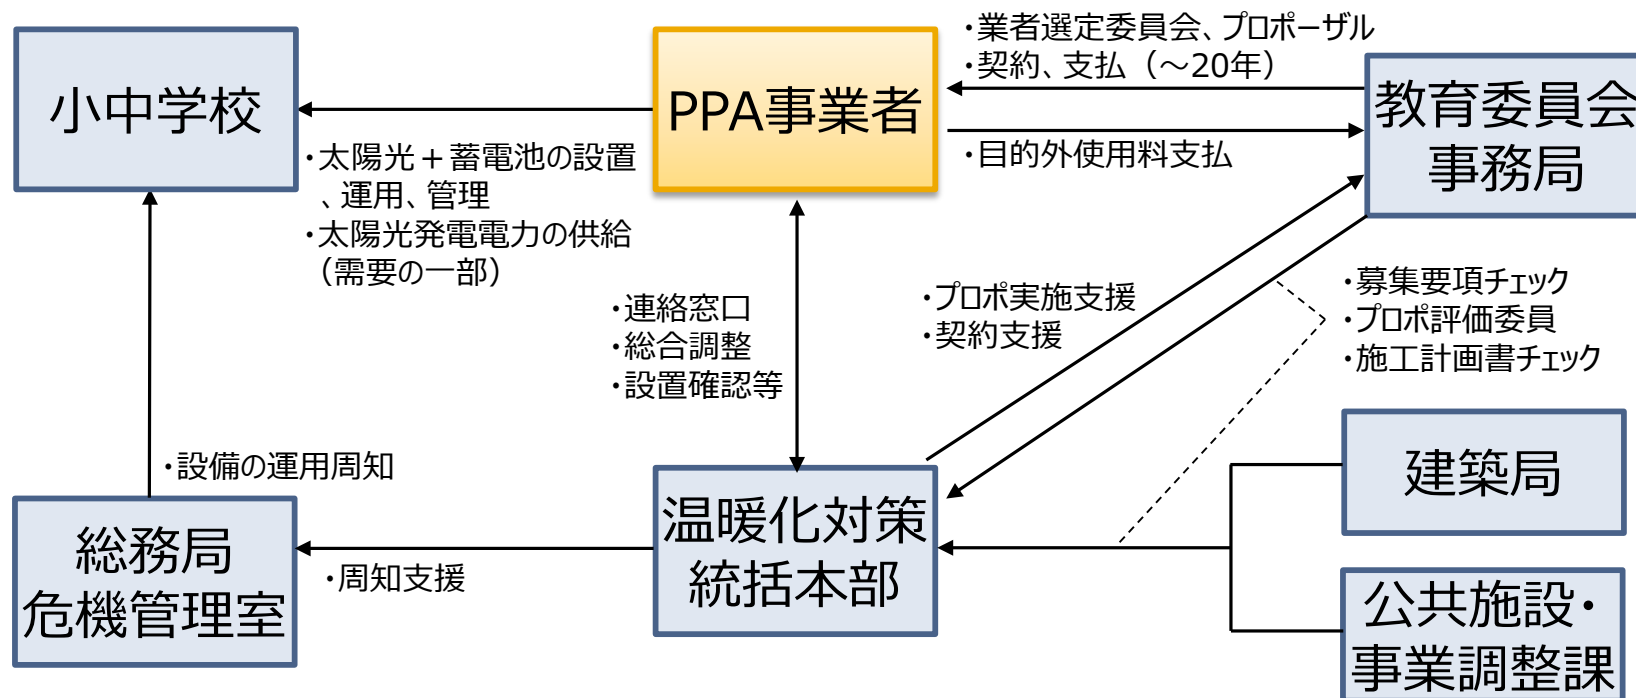 ・業者選定委員会、プロポーザル
・契約、支払（～20年）
小中学校
PPA事業者
教育委員会
事務局
・太陽光＋蓄電池の設置
、運用、管理
・太陽光発電電力の供給
（需要の一部）
・目的外使用料支払
・連絡窓口
・総合調整
・設置確認等
・プロポ実施支援
・契約支援
・募集要項チェック
・プロポ評価委員
・施工計画書チェック
・設備の運用周知
総務局
危機管理室
・周知支援
温暖化対策
統括本部
建築局
公共施設・
事業調整課